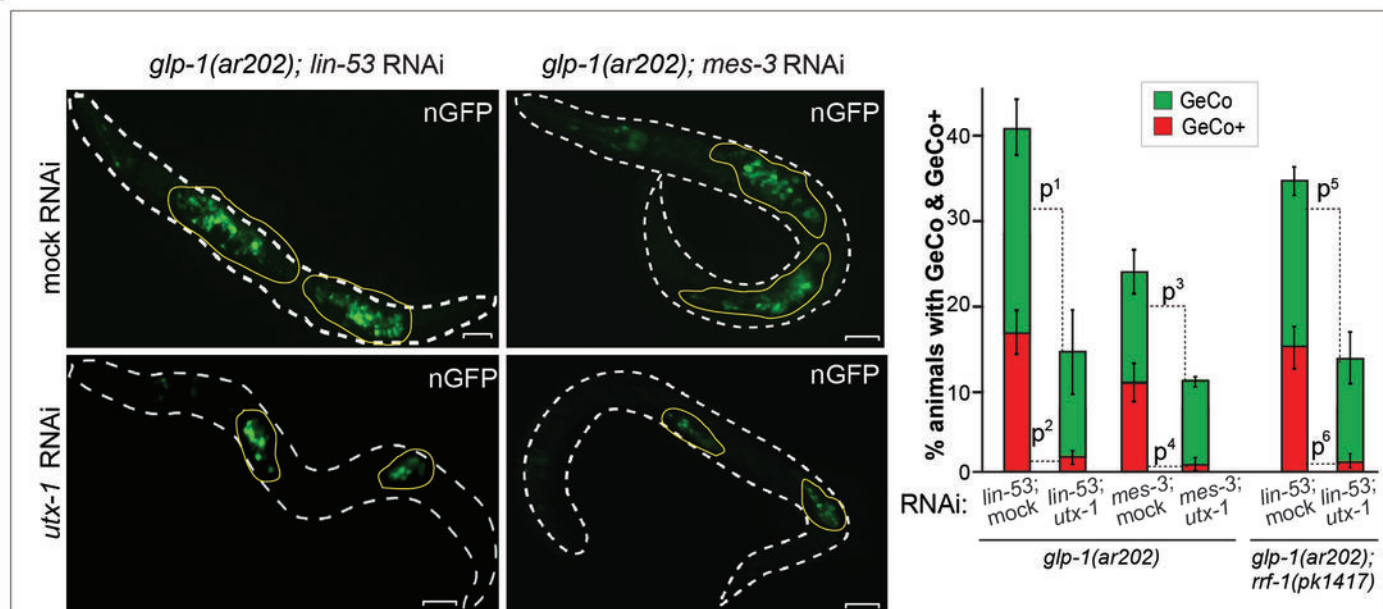 glp-1(ar202); lin-53 RNAi
glp-1(ar202); mes-3 RNAi
mock RNAi
nGFP
nGFP
utx-1 RNAi
nGFP
nGFP
% animals with GeCo & GeCo+
40
30
20
10
0
GeCo
GeCo+
p¹
p²
p³
p⁴
p⁵
p⁶
RNAi:
lin-53;
mock
lin-53;
utx-1
mes-3;
mock
mes-3;
utx-1
lin-53;
mock
lin-53;
utx-1
glp-1(ar202)
glp-1(ar202);
rrf-1(pk1417)